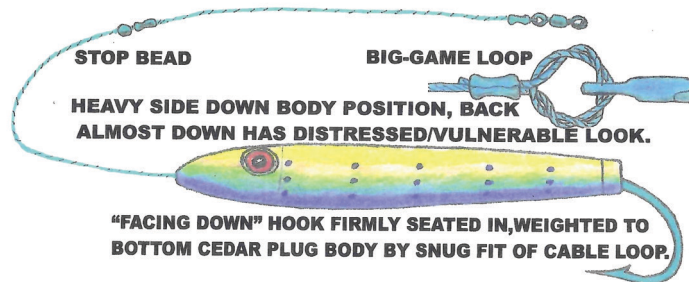 STOP BEAD
BIG-GAME LOOP
HEAVY SIDE DOWN BODY POSITION, BACK
ALMOST DOWN HAS DISTRESSED/VULNERABLE LOOK.
“FACING DOWN” HOOK FIRMLY SEATED IN,WEIGHTED TO
BOTTOM CEDAR PLUG BODY BY SNUG FIT OF CABLE LOOP.